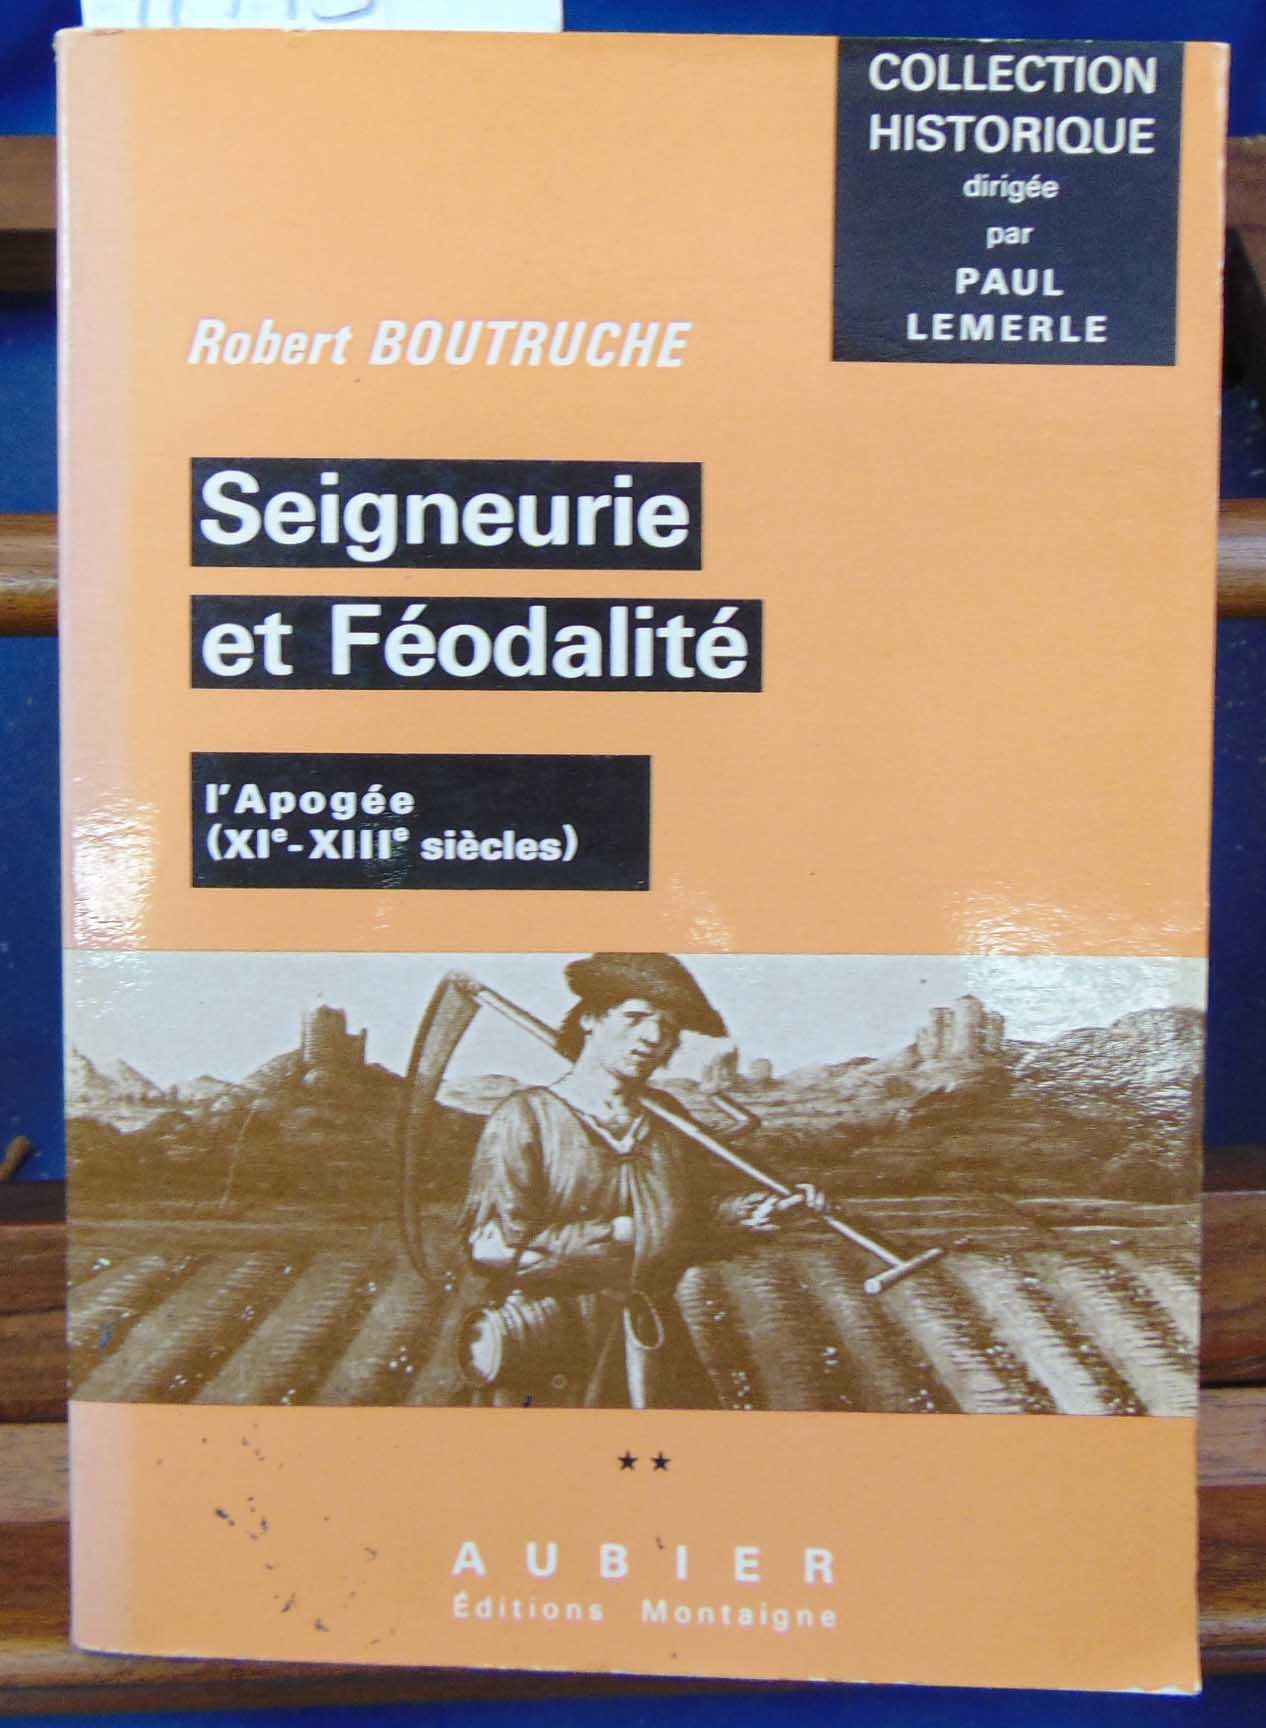 COLLECTION
HISTORIQUE
dirigée
par
PAUL
LEMERLE
Robert BOUTRUCHE
Seigneurie
et Féodalité
l'Apogée
(XIe-XIIIe siècles)
★★
AUBIER
Éditions Montaigne